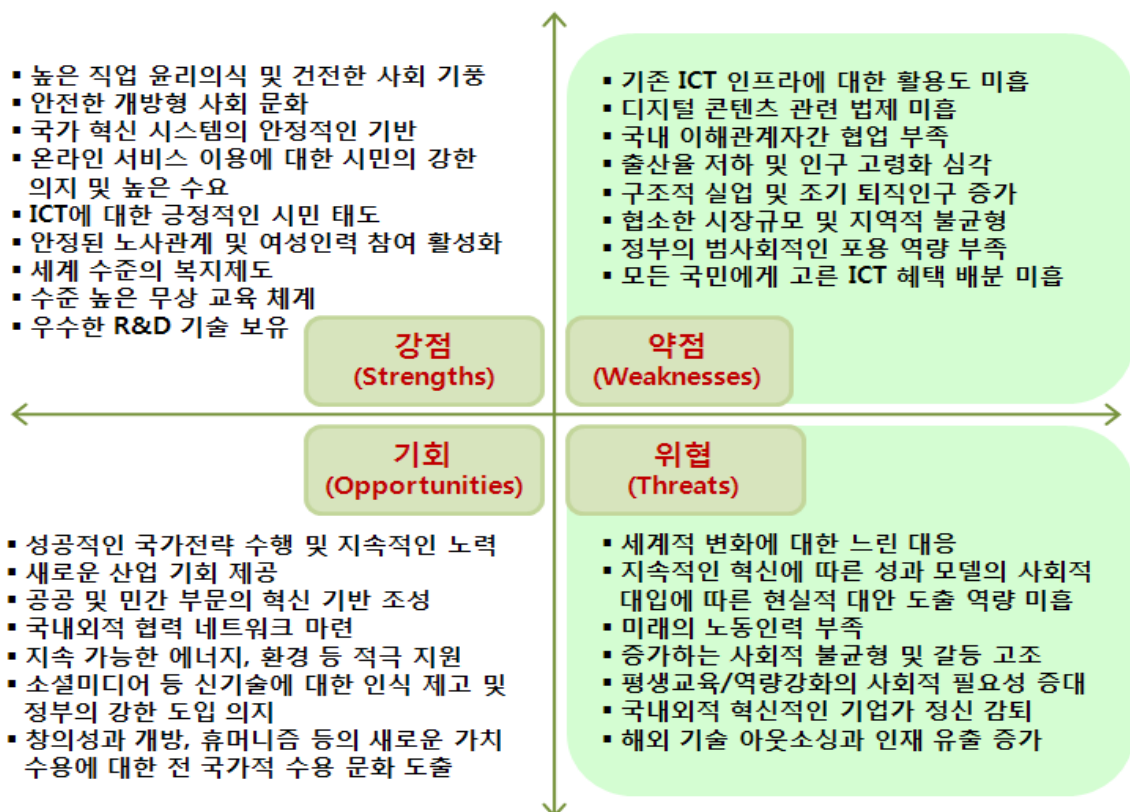 ▪ 높은 직업 윤리의식 및 건전한 사회 기풍
▪ 안전한 개방형 사회 문화
▪ 국가 혁신 시스템의 안정적인 기반
▪ 온라인 서비스 이용에 대한 시민의 강한
의지 및 높은 수요
▪ ICT에 대한 긍정적인 시민 태도
▪ 안정된 노사관계 및 여성인력 참여 활성화
▪ 세계 수준의 복지제도
▪ 수준 높은 무상 교육 체계
▪ 우수한 R&D 기술 보유
강점
(Strengths)
▪ 기존 ICT 인프라에 대한 활용도 미흡
▪ 디지털 콘텐츠 관련 법제 미흡
▪ 국내 이해관계자간 협업 부족
▪ 출산율 저하 및 인구 고령화 심각
▪ 구조적 실업 및 조기 퇴직인구 증가
▪ 협소한 시장규모 및 지역적 불균형
▪ 정부의 범사회적인 포용 역량 부족
▪ 모든 국민에게 고른 ICT 혜택 배분 미흡
약점
(Weaknesses)
기회
(Opportunities)
▪ 성공적인 국가전략 수행 및 지속적인 노력
▪ 새로운 산업 기회 제공
▪ 공공 및 민간 부문의 혁신 기반 조성
▪ 국내외적 협력 네트워크 마련
▪ 지속 가능한 에너지, 환경 등 적극 지원
▪ 소셜미디어 등 신기술에 대한 인식 제고 및
정부의 강한 도입 의지
▪ 창의성과 개방, 휴머니즘 등의 새로운 가치
수용에 대한 전 국가적 수용 문화 도출
위협
(Threats)
▪ 세계적 변화에 대한 느린 대응
▪ 지속적인 혁신에 따른 성과 모델의 사회적
대입에 따른 현실적 대안 도출 역량 미흡
▪ 미래의 노동인력 부족
▪ 증가하는 사회적 불균형 및 갈등 고조
▪ 평생교육/역량강화의 사회적 필요성 증대
▪ 국내외적 혁신적인 기업가 정신 감퇴
▪ 해외 기술 아웃소싱과 인재 유출 증가